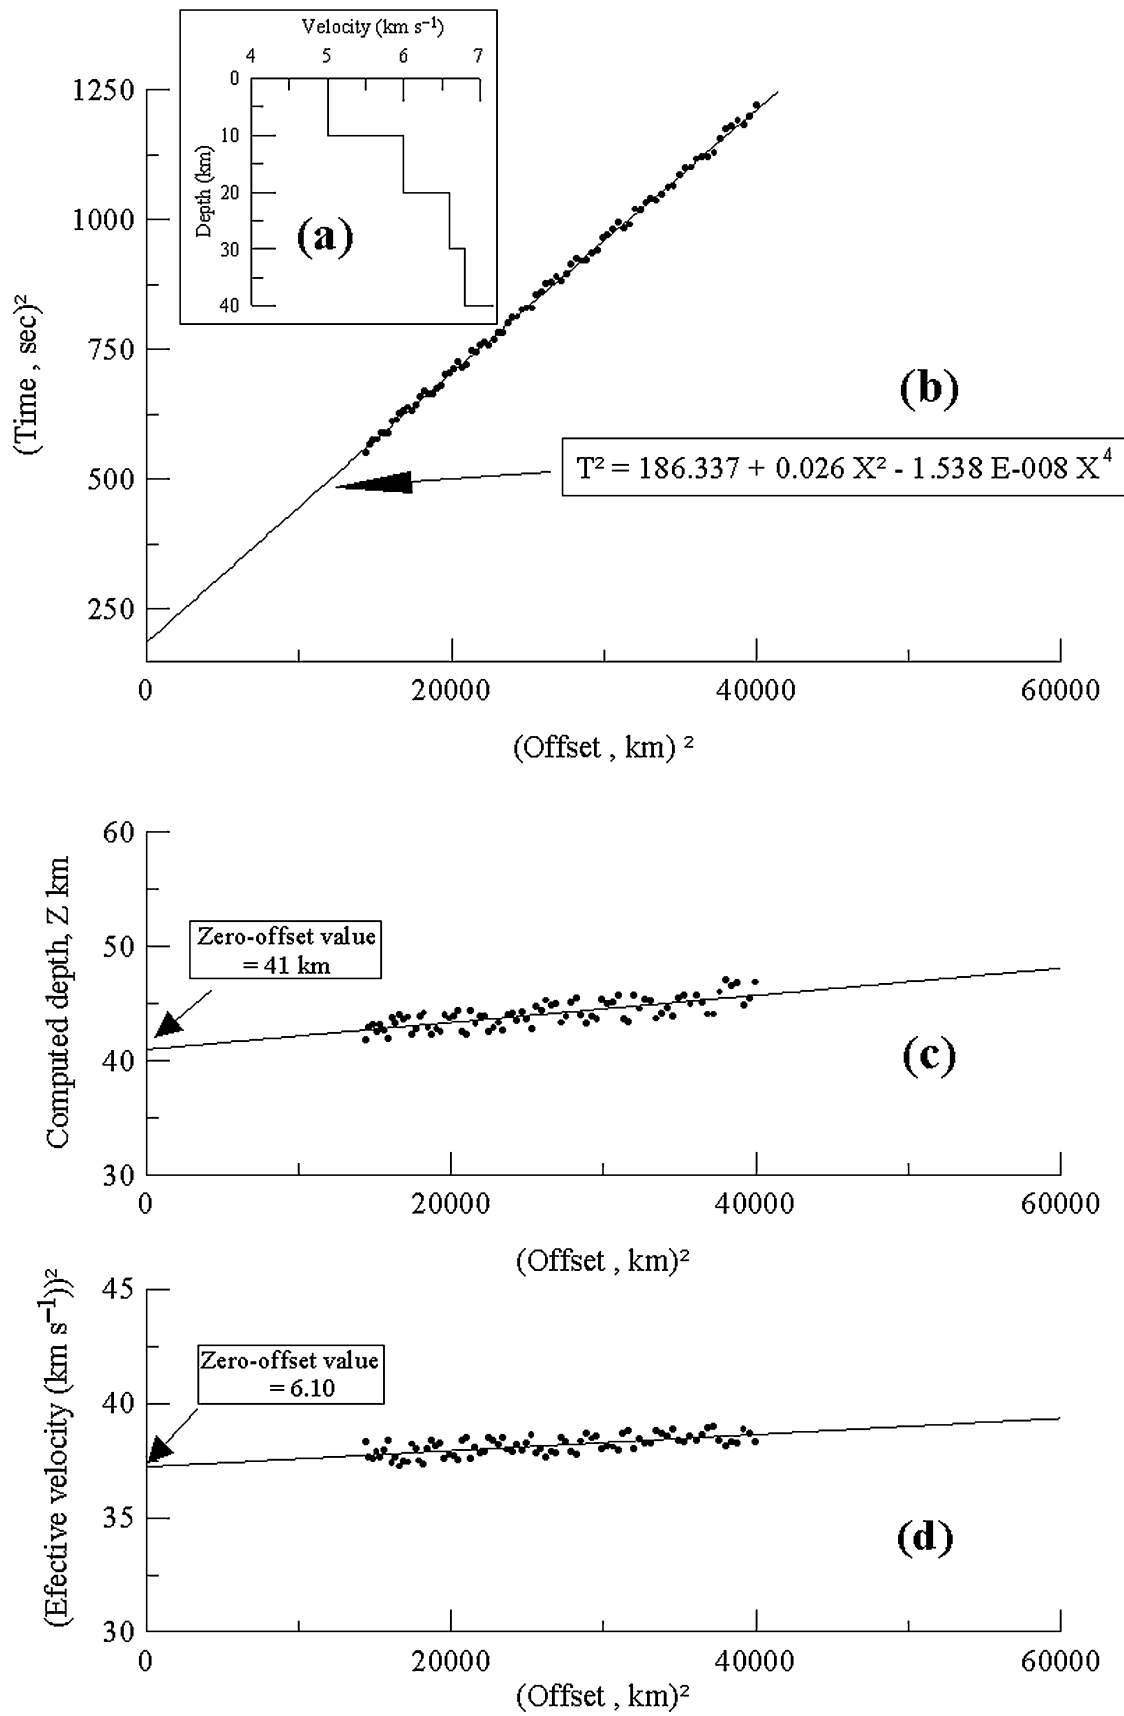 Velocity (km s⁻¹)
4 5 6 7
0
10
20
30
40
Depth (km)
(a)
1250
1000
750
500
250
(Time , sec)²
(b)
T² = 186.337 + 0.026 X² - 1.538 E-008 X⁴
0 20000 40000 60000
(Offset , km) ²
60
50
40
30
Computed depth, Z km
Zero-offset value
= 41 km
(c)
0 20000 40000 60000
(Offset , km)²
45
40
35
30
(Efective velocity (km s⁻¹))²
Zero-offset value
= 6.10
(d)
0 20000 40000 60000
(Offset , km)²